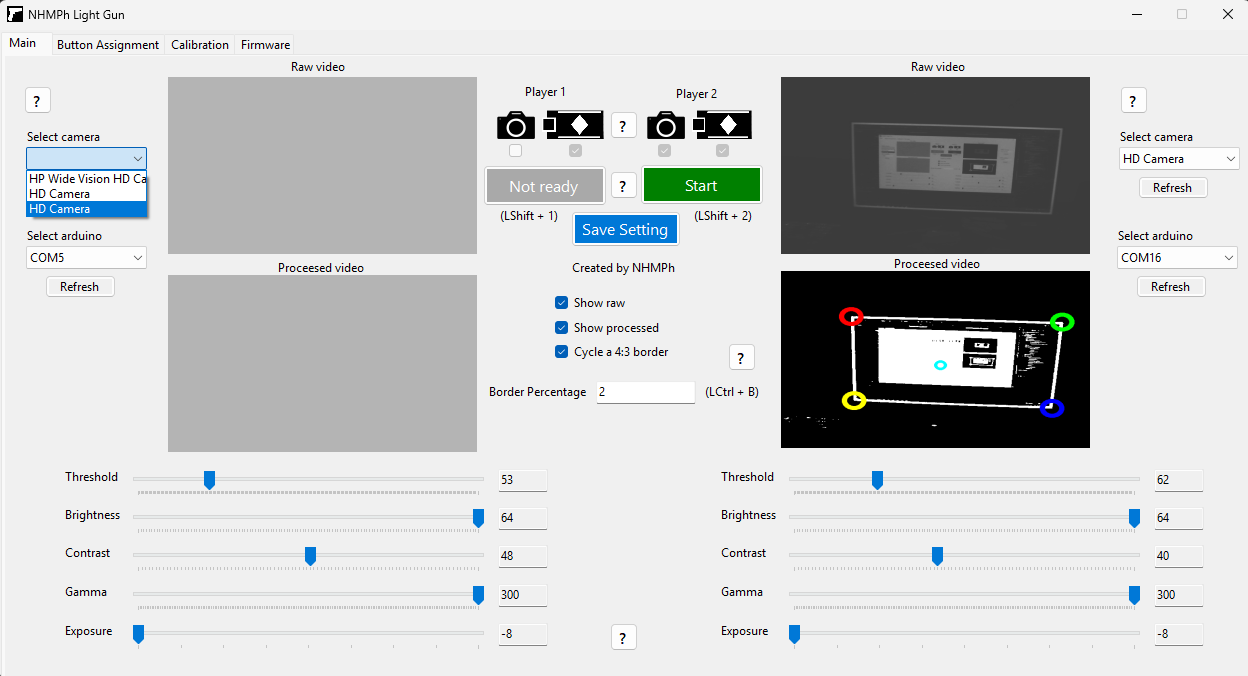 NHMPh Light Gun
Main
Button Assignment
Calibration
Firmware
Raw video
?
Select camera
HP Wide Vision HD Ca
HD Camera
HD Camera
Select arduino
COM5
Refresh
Proceesed video
Player 1
Player 2
?
Not ready
?
Start
(LShift + 1)
(LShift + 2)
Save Setting
Created by NHMPh
Show raw
Show processed
Cycle a 4:3 border
?
Border Percentage
2
(LCtrl + B)
Raw video
?
Select camera
HD Camera
Refresh
Select arduino
COM16
Refresh
Proceesed video
Threshold
53
Brightness
64
Contrast
48
Gamma
300
Exposure
-8
?
Threshold
62
Brightness
64
Contrast
40
Gamma
300
Exposure
-8